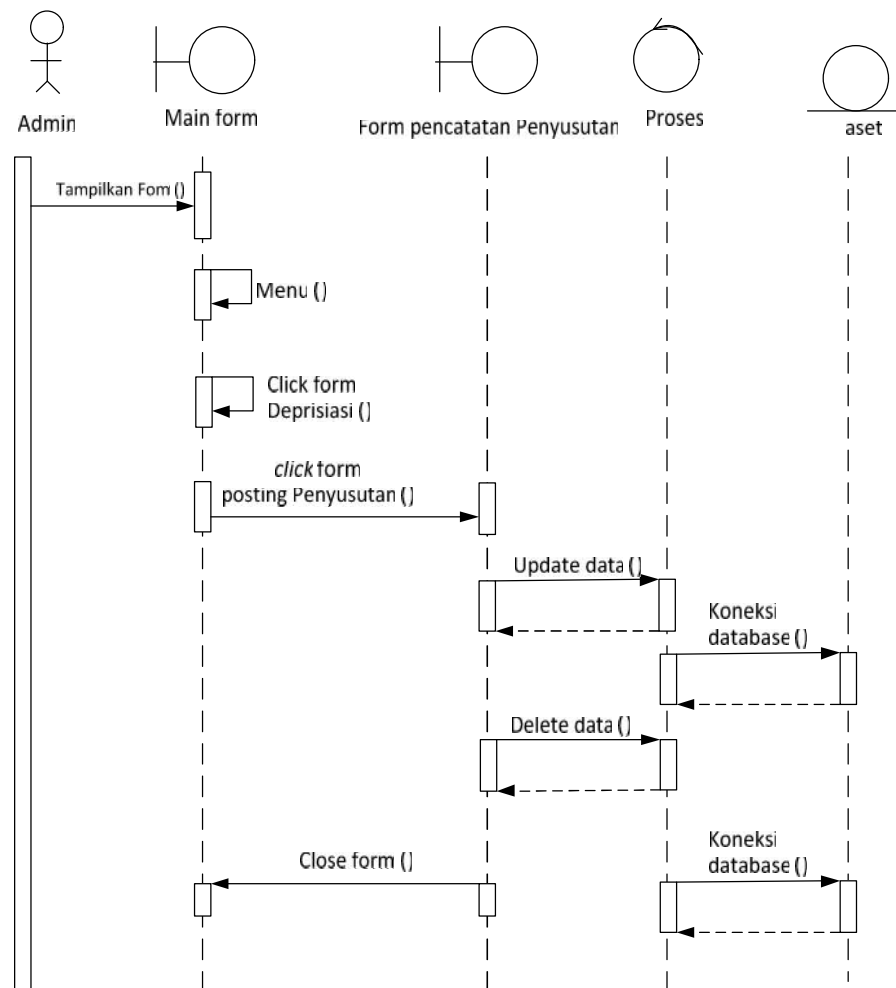 Admin
Main form
Form pencatatan Penyusutan
Proses
aset
Tampilkan Fom ()
Menu ()
Click form
Deprisiasi ()
click form
posting Penyusutan ()
Update data ()
Koneksi
database ()
Delete data ()
Close form ()
Koneksi
database ()